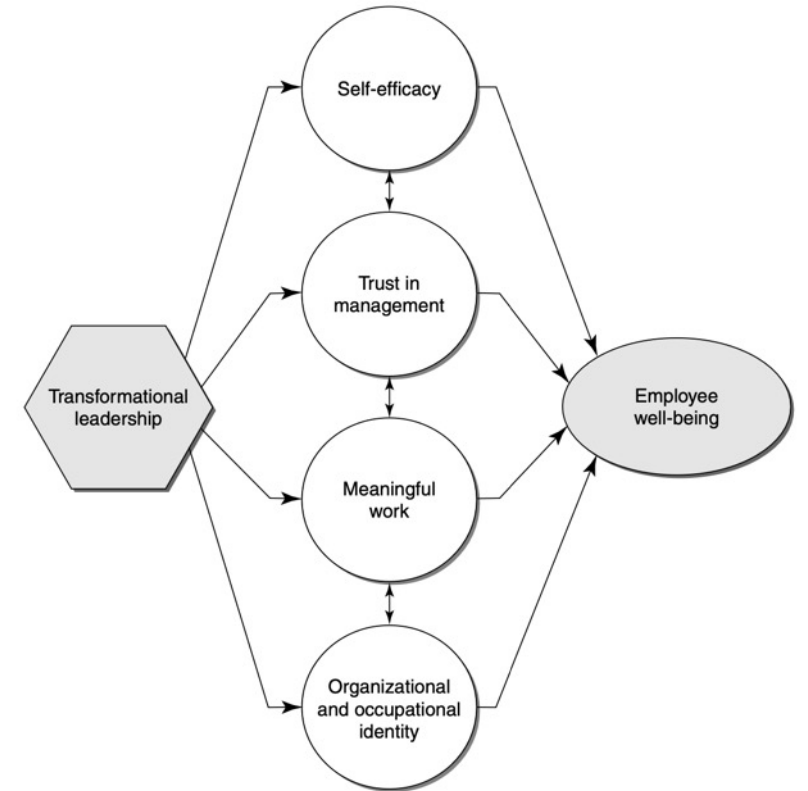 Self-efficacy
Trust in
management
Transformational
leadership
Employee
well-being
Meaningful
work
Organizational
and occupational
identity